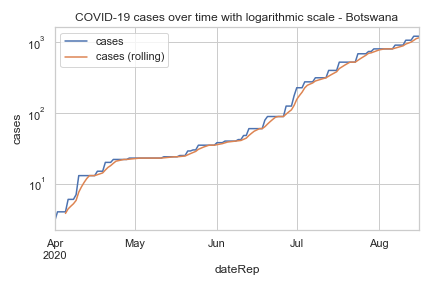 COVID-19 cases over time with logarithmic scale - Botswana
cases
cases (rolling)
10³
10²
10¹
cases
Apr
2020
May
Jun
Jul
Aug
dateRep